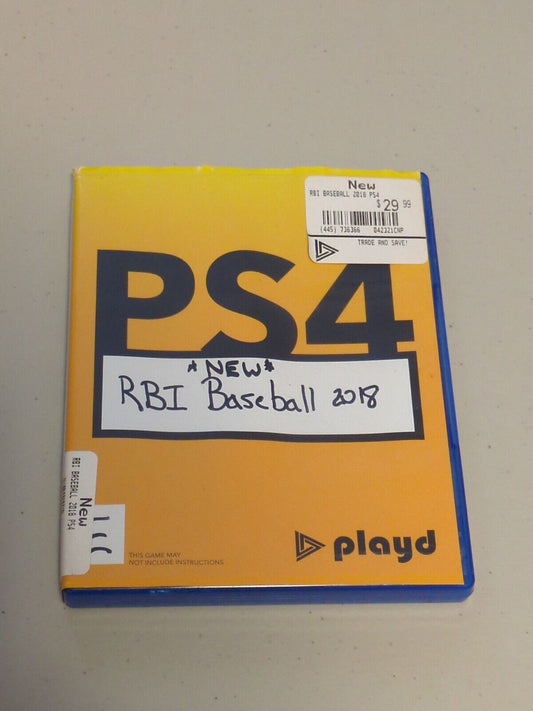 New
RBI BASEBALL 2018 PS4
$29.99
(445) 736366 042321CNP
TRADE AND SAVE!
PS4
*NEW*
RBI Baseball 2018
New
RBI BASEBALL 2018 PS4
THIS GAME MAY
NOT INCLUDE INSTRUCTIONS
playd